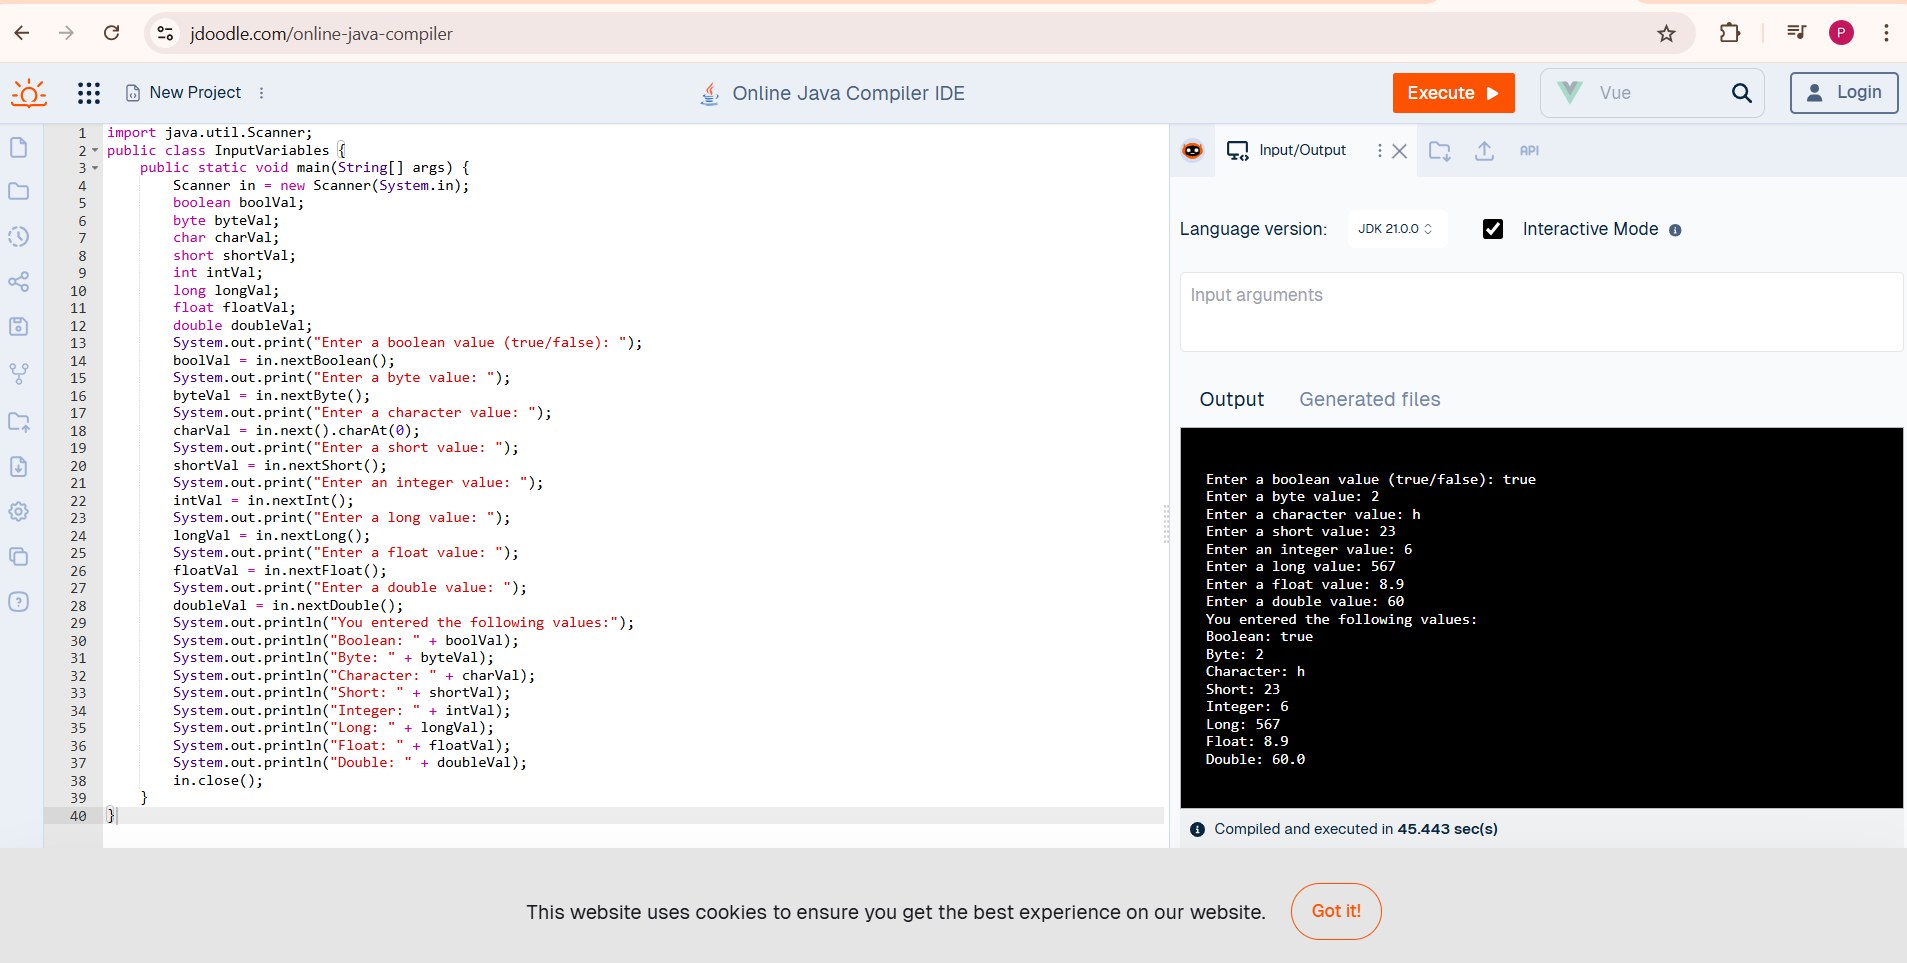 jdoodle.com/online-java-compiler
P
New Project
Online Java Compiler IDE
Execute
Vue
Login
1 import java.util.Scanner;
2 public class InputVariables {
3     public static void main(String[] args) {
4         Scanner in = new Scanner(System.in);
5         boolean boolVal;
6         byte byteVal;
7         char charVal;
8         short shortVal;
9         int intVal;
10         long longVal;
11         float floatVal;
12         double doubleVal;
13         System.out.print("Enter a boolean value (true/false): ");
14         boolVal = in.nextBoolean();
15         System.out.print("Enter a byte value: ");
16         byteVal = in.nextByte();
17         System.out.print("Enter a character value: ");
18         charVal = in.next().charAt(0);
19         System.out.print("Enter a short value: ");
20         shortVal = in.nextShort();
21         System.out.print("Enter an integer value: ");
22         intVal = in.nextInt();
23         System.out.print("Enter a long value: ");
24         longVal = in.nextLong();
25         System.out.print("Enter a float value: ");
26         floatVal = in.nextFloat();
27         System.out.print("Enter a double value: ");
28         doubleVal = in.nextDouble();
29         System.out.println("You entered the following values:");
30         System.out.println("Boolean: " + boolVal);
31         System.out.println("Byte: " + byteVal);
32         System.out.println("Character: " + charVal);
33         System.out.println("Short: " + shortVal);
34         System.out.println("Integer: " + intVal);
35         System.out.println("Long: " + longVal);
36         System.out.println("Float: " + floatVal);
37         System.out.println("Double: " + doubleVal);
38         in.close();
39     }
40 }
Input/Output
API
Language version:
JDK 21.0.0
Interactive Mode
Input arguments
Output
Generated files
Enter a boolean value (true/false): true
Enter a byte value: 2
Enter a character value: h
Enter a short value: 23
Enter an integer value: 6
Enter a long value: 567
Enter a float value: 8.9
Enter a double value: 60
You entered the following values:
Boolean: true
Byte: 2
Character: h
Short: 23
Integer: 6
Long: 567
Float: 8.9
Double: 60.0
Compiled and executed in 45.443 sec(s)
This website uses cookies to ensure you get the best experience on our website.
Got it!